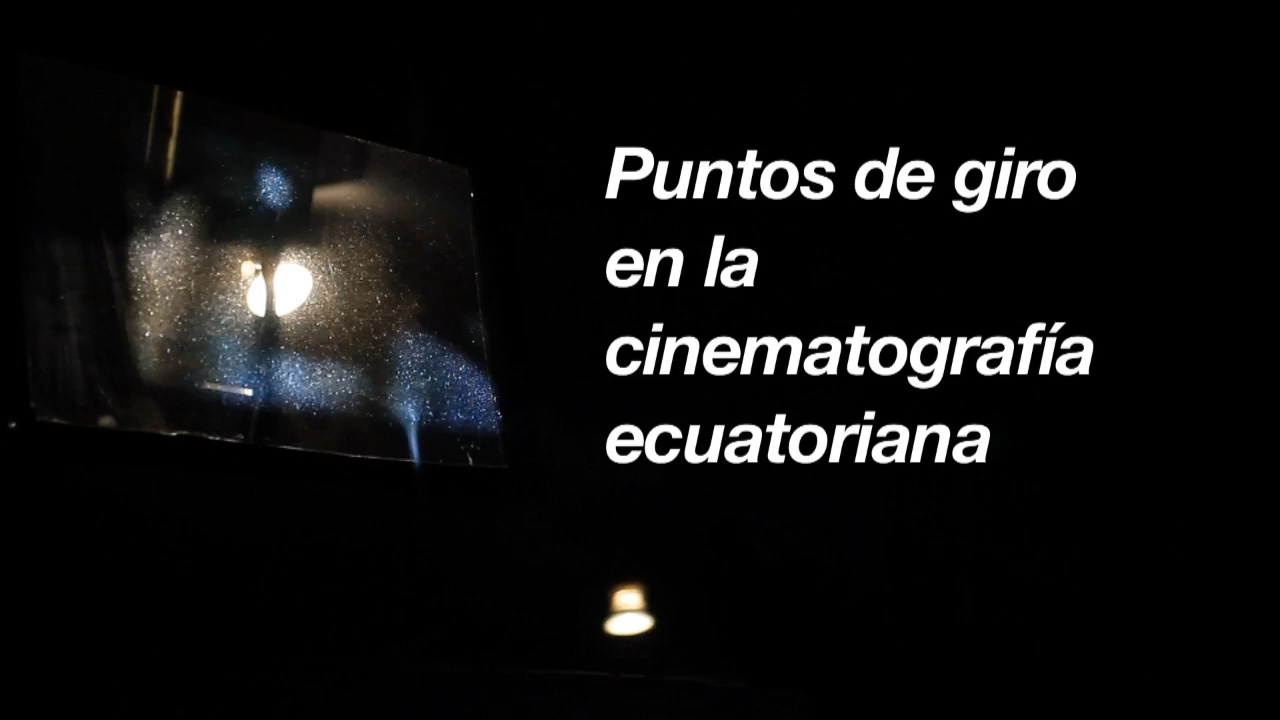 Puntos de giro
en la
cinematografía
ecuatoriana